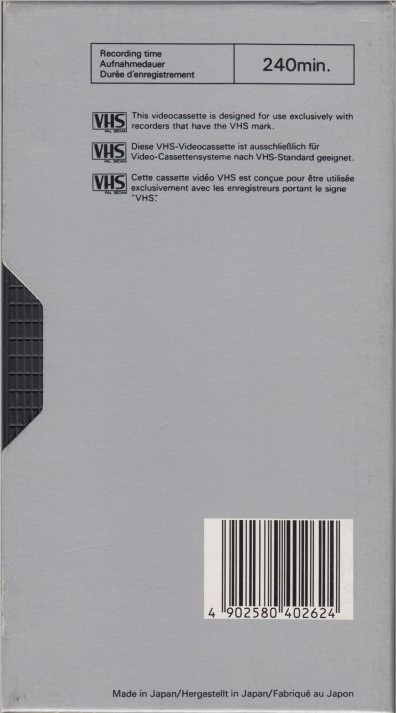 Recording time
Aufnahmedauer
Durée d'enregistrement
240min.
VHS
PAL SECAM
This videocassette is designed for use exclusively with
recorders that have the VHS mark.
VHS
PAL SECAM
Diese VHS-Videocassette ist ausschließlich für
Video-Cassettensysteme nach VHS-Standard geeignet.
VHS
PAL SECAM
Cette cassette vidéo VHS est conçue pour être utilisée
exclusivement avec les enregistreurs portant le signe
"VHS".
4 902580 402624
Made in Japan/Hergestellt in Japan/Fabriqué au Japon